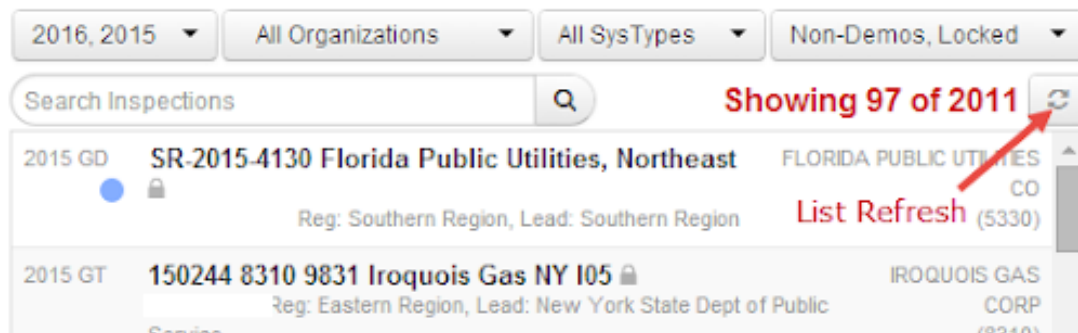 2016, 2015 All Organizations All SysTypes Non-Demos, Locked
Search Inspections Showing 97 of 2011
2015 GD SR-2015-4130 Florida Public Utilities, Northeast FLORIDA PUBLIC UTILITIES
CO
Reg: Southern Region, Lead: Southern Region List Refresh (5330)
2015 GT 150244 8310 9831 Iroquois Gas NY I05 IROQUOIS GAS
Reg: Eastern Region, Lead: New York State Dept of Public CORP
Service (8310)